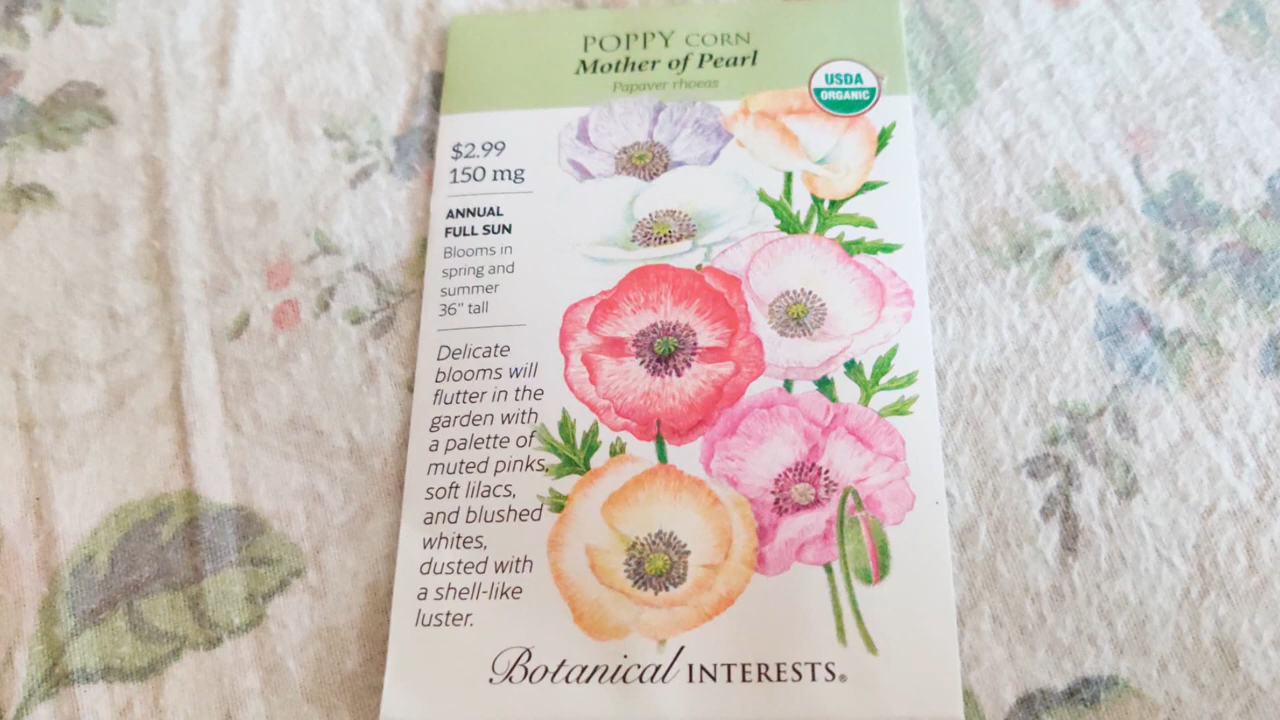 POPPY CORN
Mother of Pearl
Papaver rhoeas
USDA
ORGANIC
$2.99
150 mg
ANNUAL
FULL SUN
Blooms in
spring and
summer
36" tall
Delicate
blooms will
flutter in the
garden with
a palette of
muted pinks,
soft lilacs,
and blushed
whites,
dusted with
a shell-like
luster.
Botanical INTERESTS®